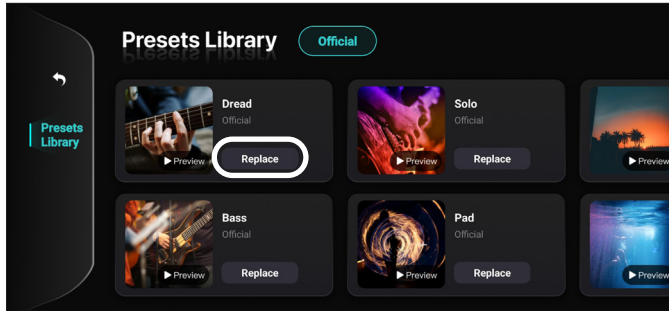 Presets Library
Official
Presets
Library
Dread
Official
Preview
Replace
Solo
Official
Preview
Replace
Preview
Bass
Official
Preview
Replace
Pad
Official
Preview
Replace
Preview